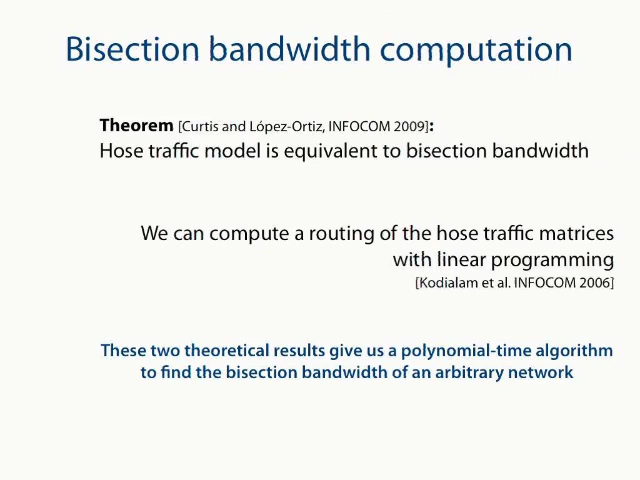 Bisection bandwidth computation
Theorem [Curtis and López-Ortiz, INFOCOM 2009]:
Hose traffic model is equivalent to bisection bandwidth
We can compute a routing of the hose traffic matrices
with linear programming
[Kodialam et al. INFOCOM 2006]
These two theoretical results give us a polynomial-time algorithm
to find the bisection bandwidth of an arbitrary network